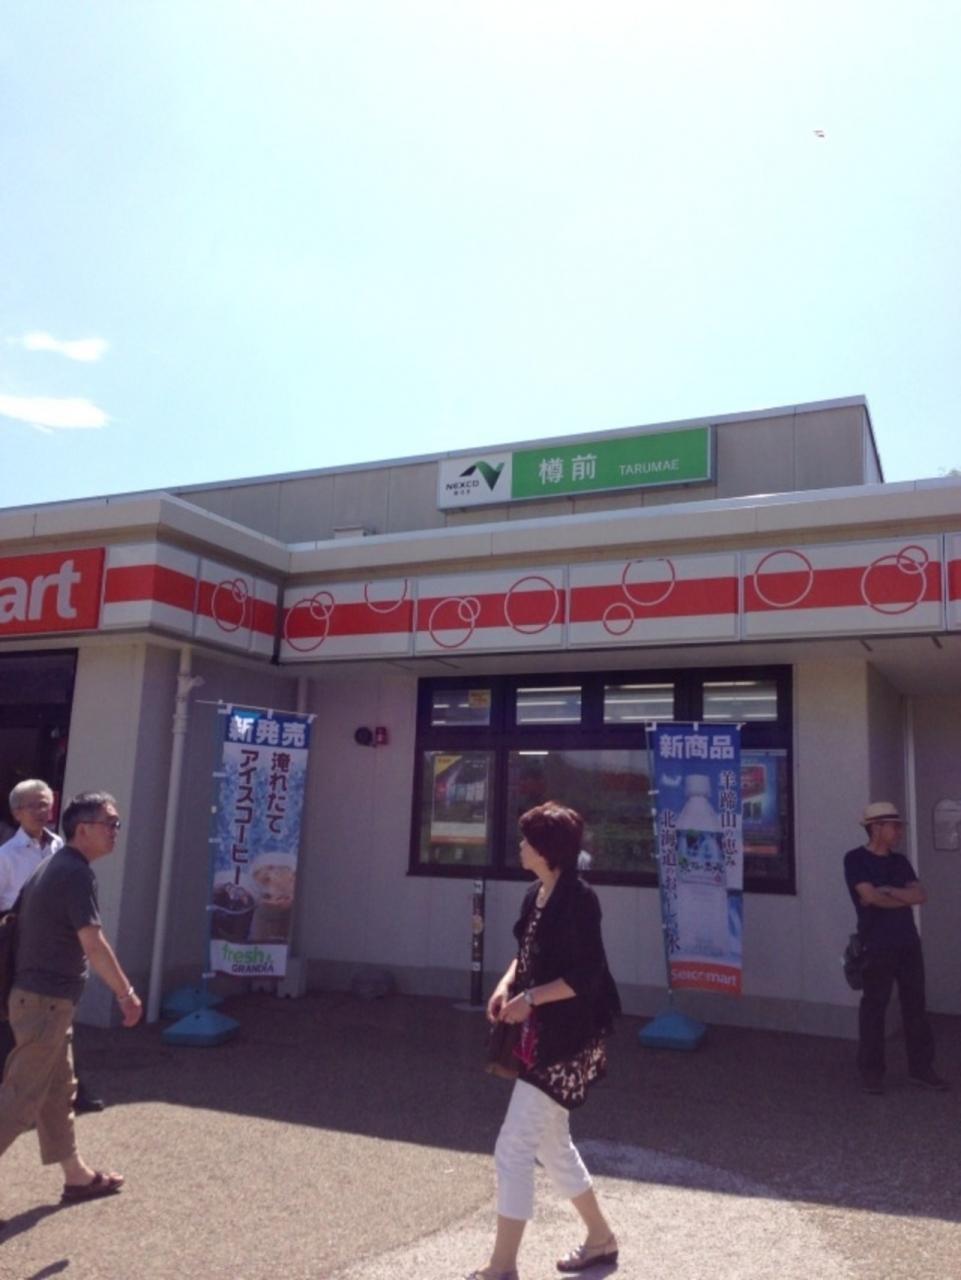 NEXCO
樽前 TARUMAE
art
新発売
淹れたて
アイスコーヒー
fresh
GRANDIA
新商品
羊蹄山の恵み
北海道のおいしい水
seicomart